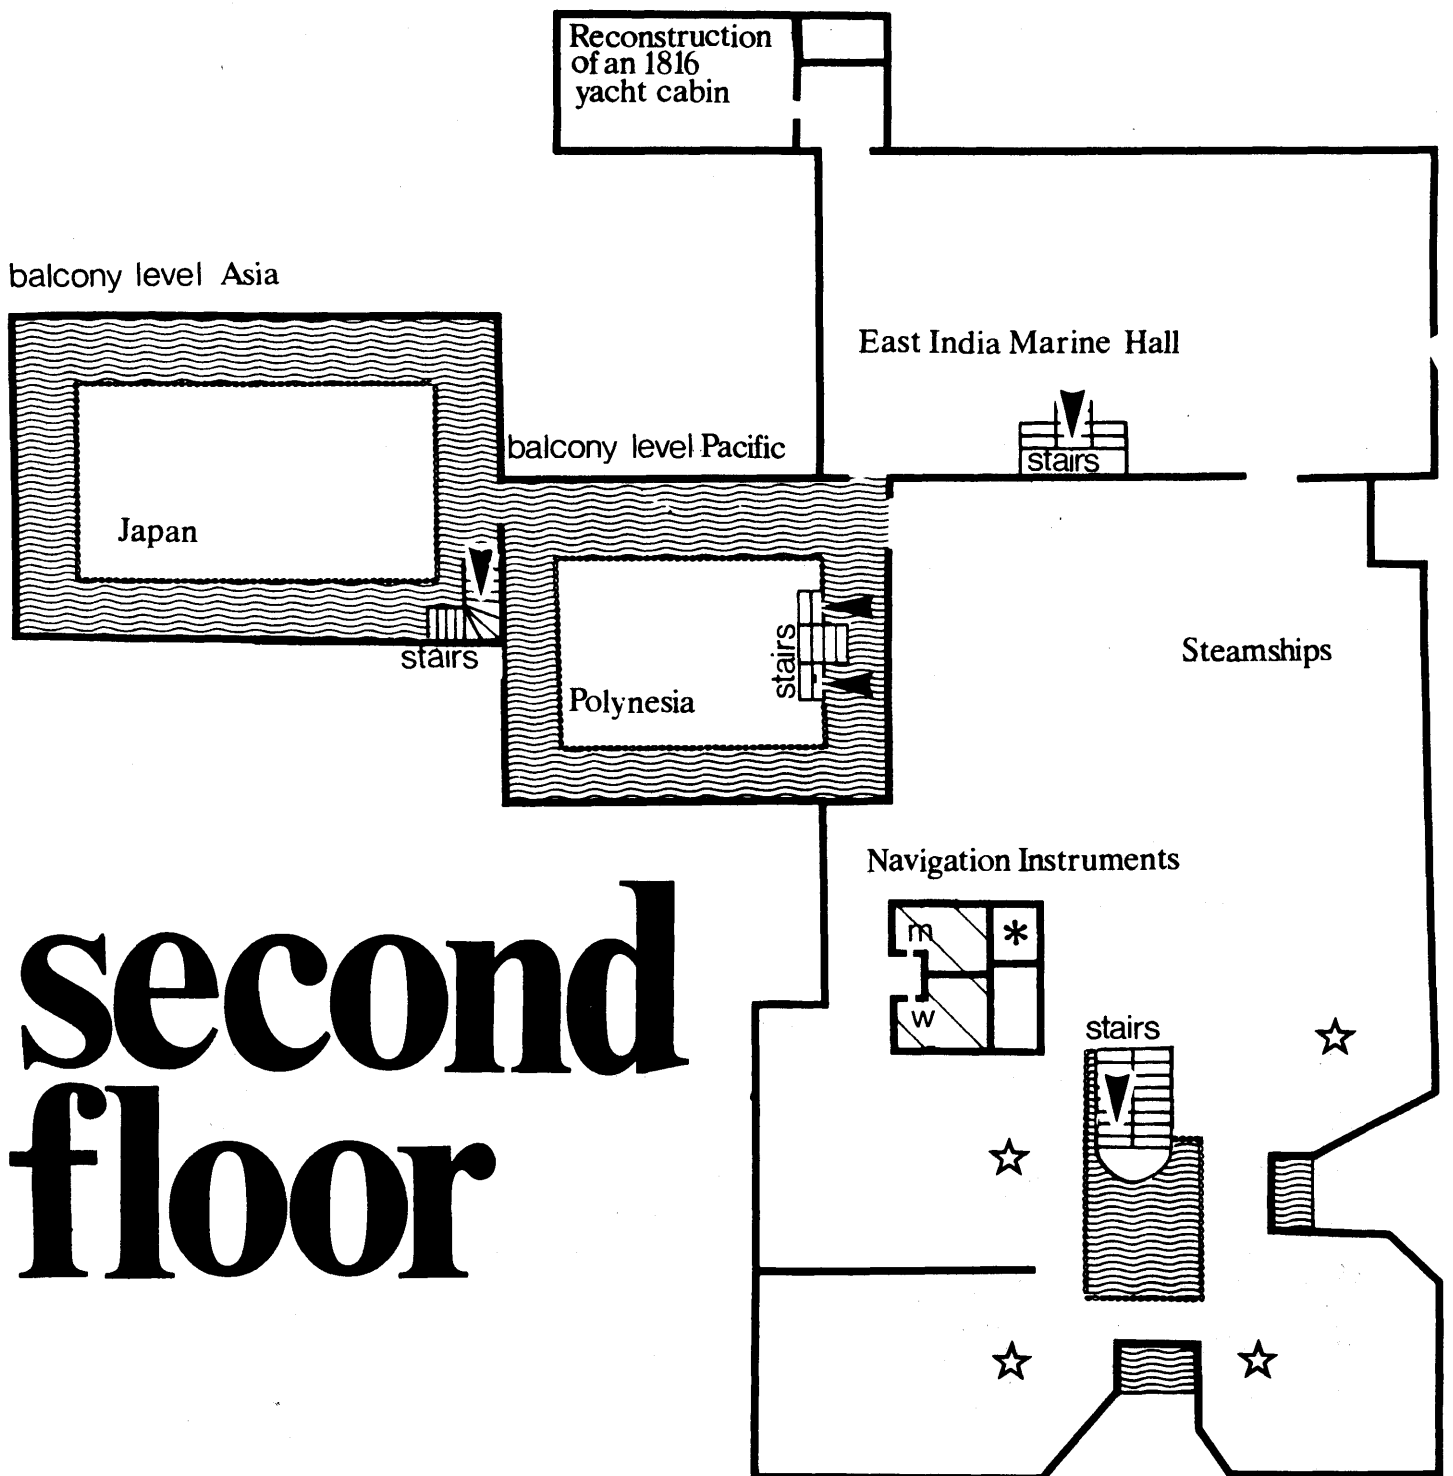 Reconstruction
of an 1816
yacht cabin
balcony level Asia
East India Marine Hall
stairs
balcony level Pacific
Japan
stairs
stairs
Polynesia
Steamships
Navigation Instruments
m
*
w
stairs
second
floor